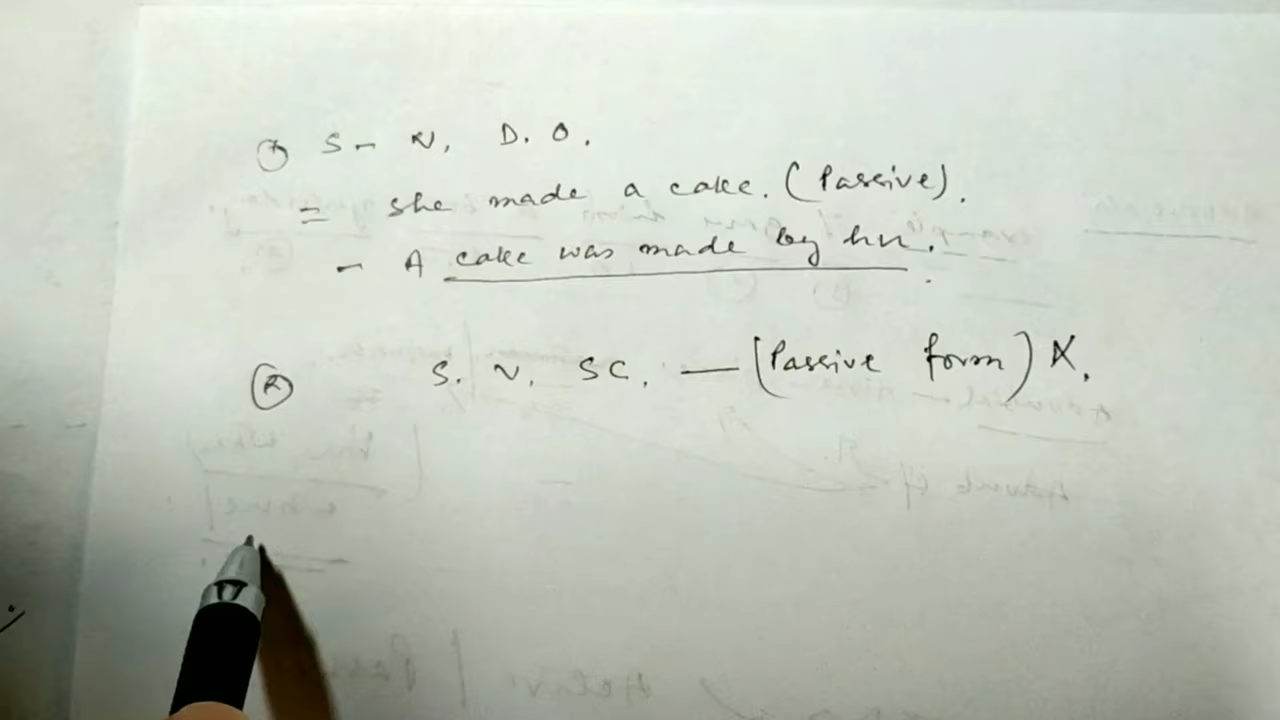 ① S - V, D. O.
= she made a cake. (Passive).
- A cake was made by her.
② S. V, SC, — (Passive form) X.